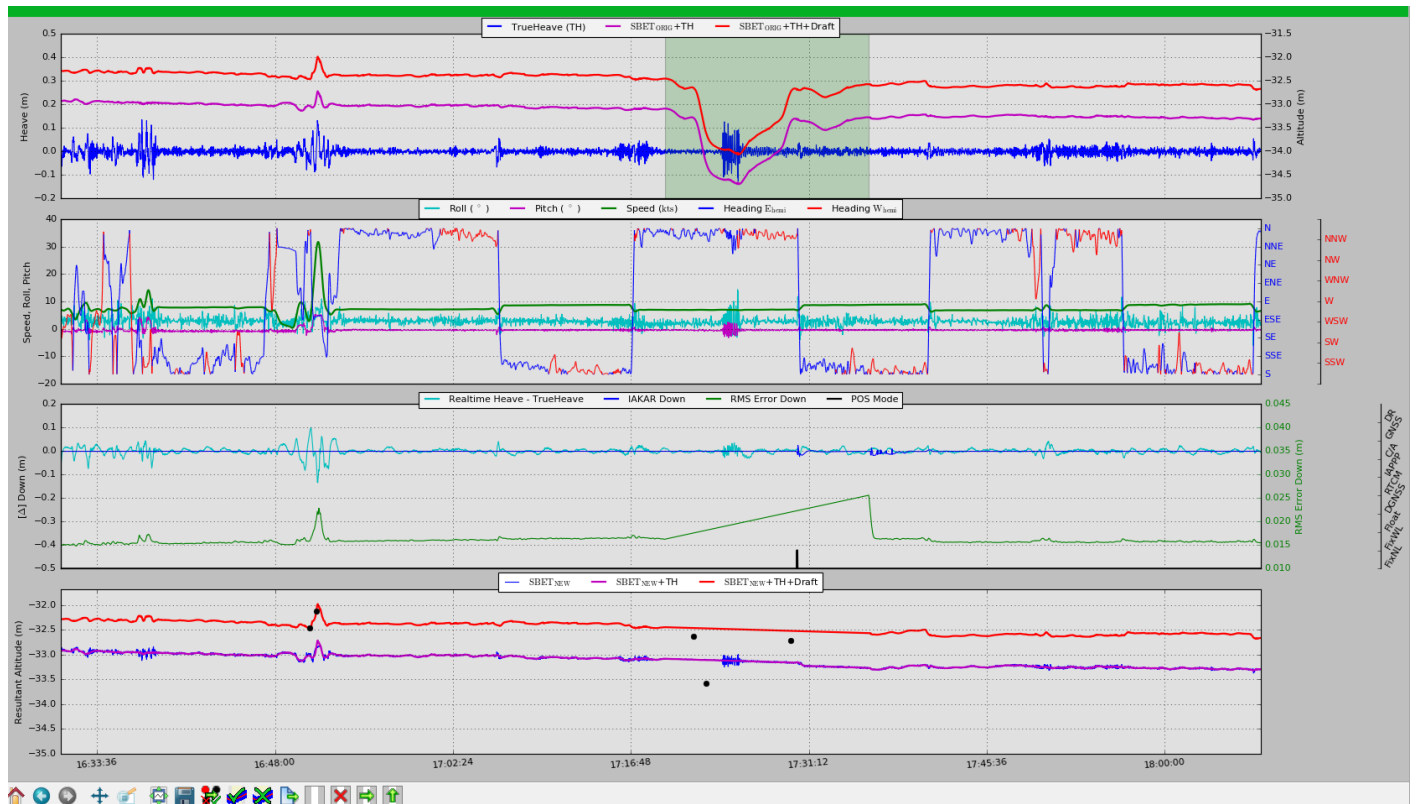 TrueHeave (TH) SBET_ORIG+TH SBET_ORIG+TH+Draft
0.5
0.4
0.3
0.2
0.1
0.0
−0.1
−0.2
Heave (m)
−31.5
−32.0
−32.5
−33.0
−33.5
−34.0
−34.5
−35.0
Altitude (m)
Roll (°) Pitch (°) Speed (kts) Heading E_hemi Heading W_hemi
40
30
20
10
0
−10
−20
Speed, Roll, Pitch
N
NNE
NE
ENE
E
ESE
SE
SSE
S
NNW
NW
WNW
W
WSW
SW
SSW
Realtime Heave - TrueHeave IAKAR Down RMS Error Down POS Mode
0.2
0.1
0.0
−0.1
−0.2
−0.3
−0.4
−0.5
[Δ] Down (m)
0.045
0.040
0.035
0.030
0.025
0.020
0.015
0.010
RMS Error Down (m)
DR
GNSS
C/A
IAPPP
RTCM
DGNSS
Float
FixWL
FixNL
SBET_NEW SBET_NEW+TH SBET_NEW+TH+Draft
−32.0
−32.5
−33.0
−33.5
−34.0
−34.5
−35.0
Resultant Altitude (m)
16:33:36 16:48:00 17:02:24 17:16:48 17:31:12 17:45:36 18:00:00